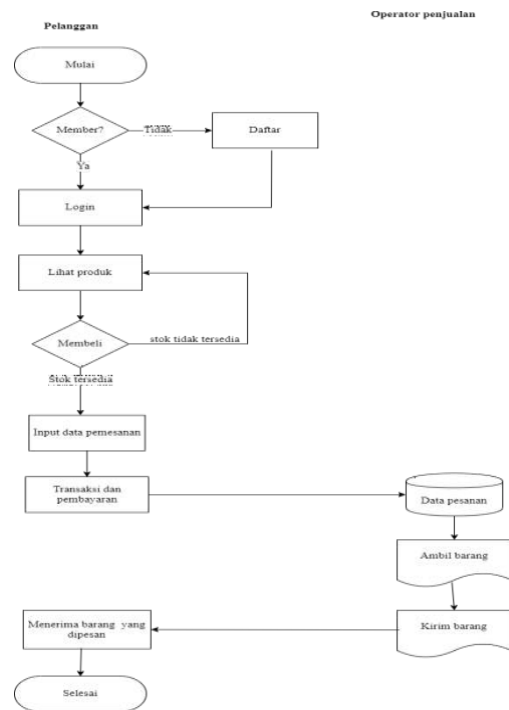 Operator penjualan
Pelanggan
Mulai
Member?
Tidak
Daftar
Ya
Login
Lihat produk
Membeli
stok tidak tersedia
Stok tersedia
Input data pemesanan
Transaksi dan
pembayaran
Data pesanan
Ambil barang
Menerima barang yang
dipesan
Kirim barang
Selesai